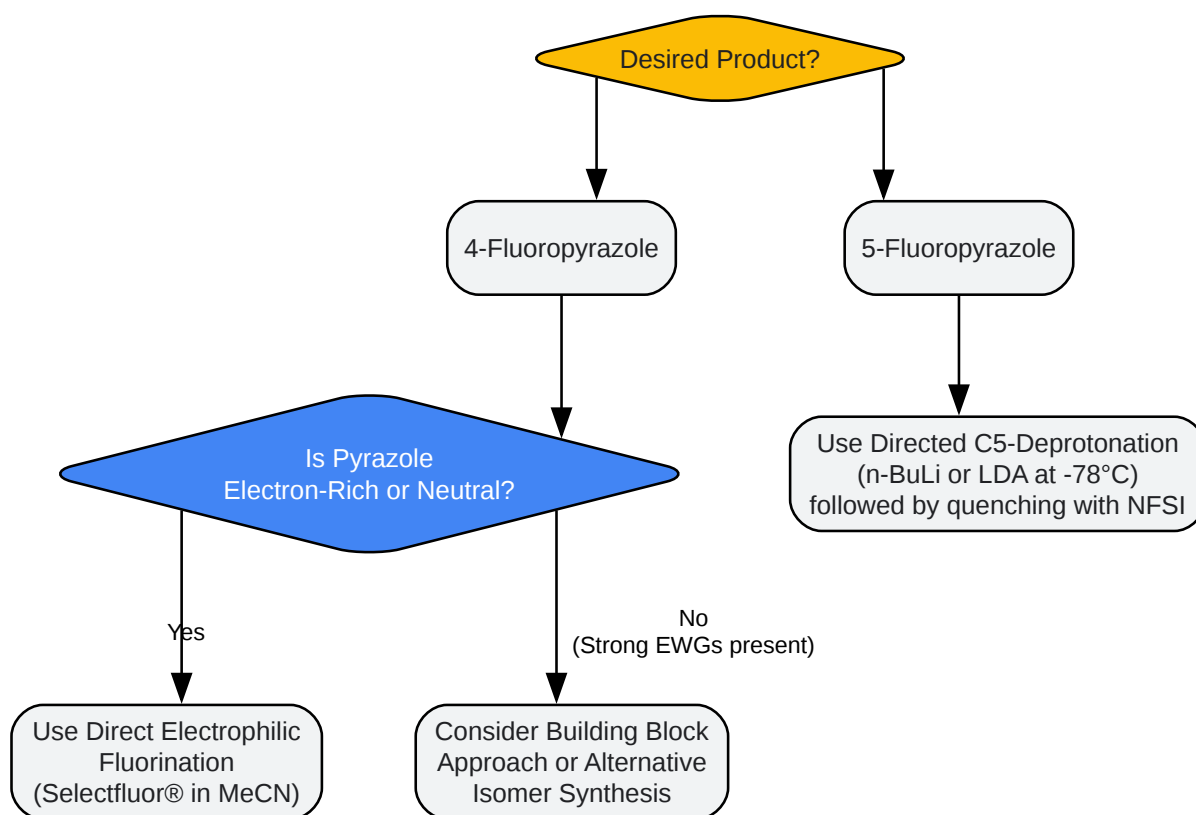 Desired Product?
4-Fluoropyrazole
5-Fluoropyrazole
Is Pyrazole
Electron-Rich or Neutral?
Use Directed C5-Deprotonation
(n-BuLi or LDA at -78°C)
followed by quenching with NFSI
Yes
No
(Strong EWGs present)
Use Direct Electrophilic
Fluorination
(Selectfluor® in MeCN)
Consider Building Block
Approach or Alternative
Isomer Synthesis